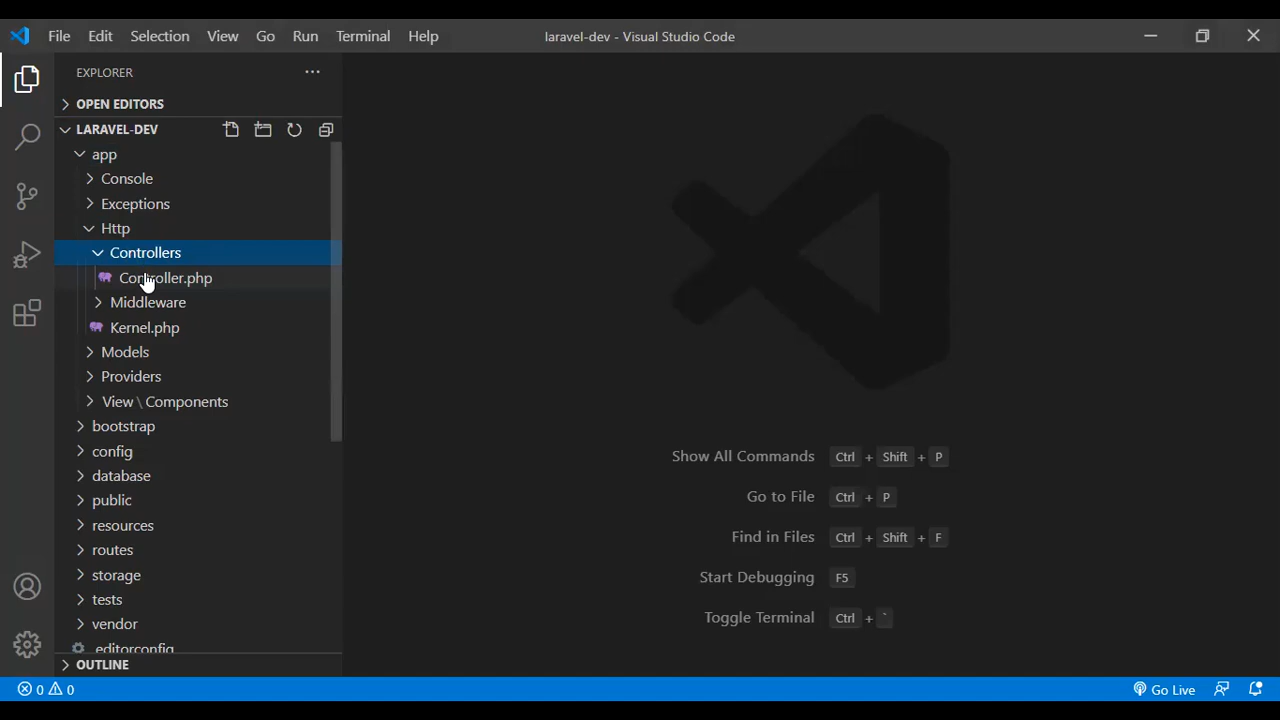 File Edit Selection View Go Run Terminal Help laravel-dev - Visual Studio Code
EXPLORER
OPEN EDITORS
LARAVEL-DEV
app
Console
Exceptions
Http
Controllers
Controller.php
Middleware
Kernel.php
Models
Providers
View \ Components
bootstrap
config
database
public
resources
routes
storage
tests
vendor
.editorconfig
OUTLINE
Show All Commands Ctrl + Shift + P
Go to File Ctrl + P
Find in Files Ctrl + Shift + F
Start Debugging F5
Toggle Terminal Ctrl + `
0 0 Go Live